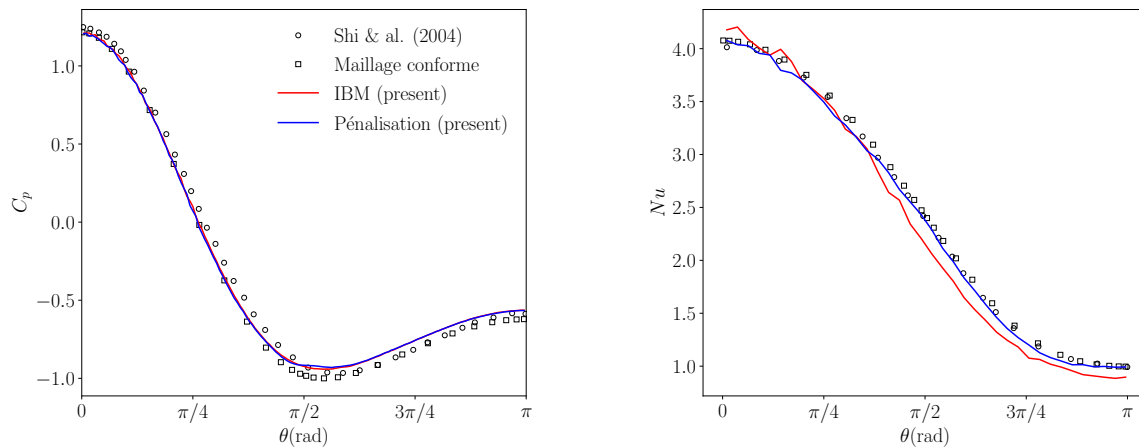 Shi & al. (2004)
Maillage conforme
IBM (present)
Pénalisation (present)
1.0
0.5
0.0
−0.5
−1.0
C_p
0
π/4
π/2
3π/4
π
θ(rad)
4.0
3.5
3.0
2.5
2.0
1.5
1.0
Nu
0
π/4
π/2
3π/4
π
θ(rad)